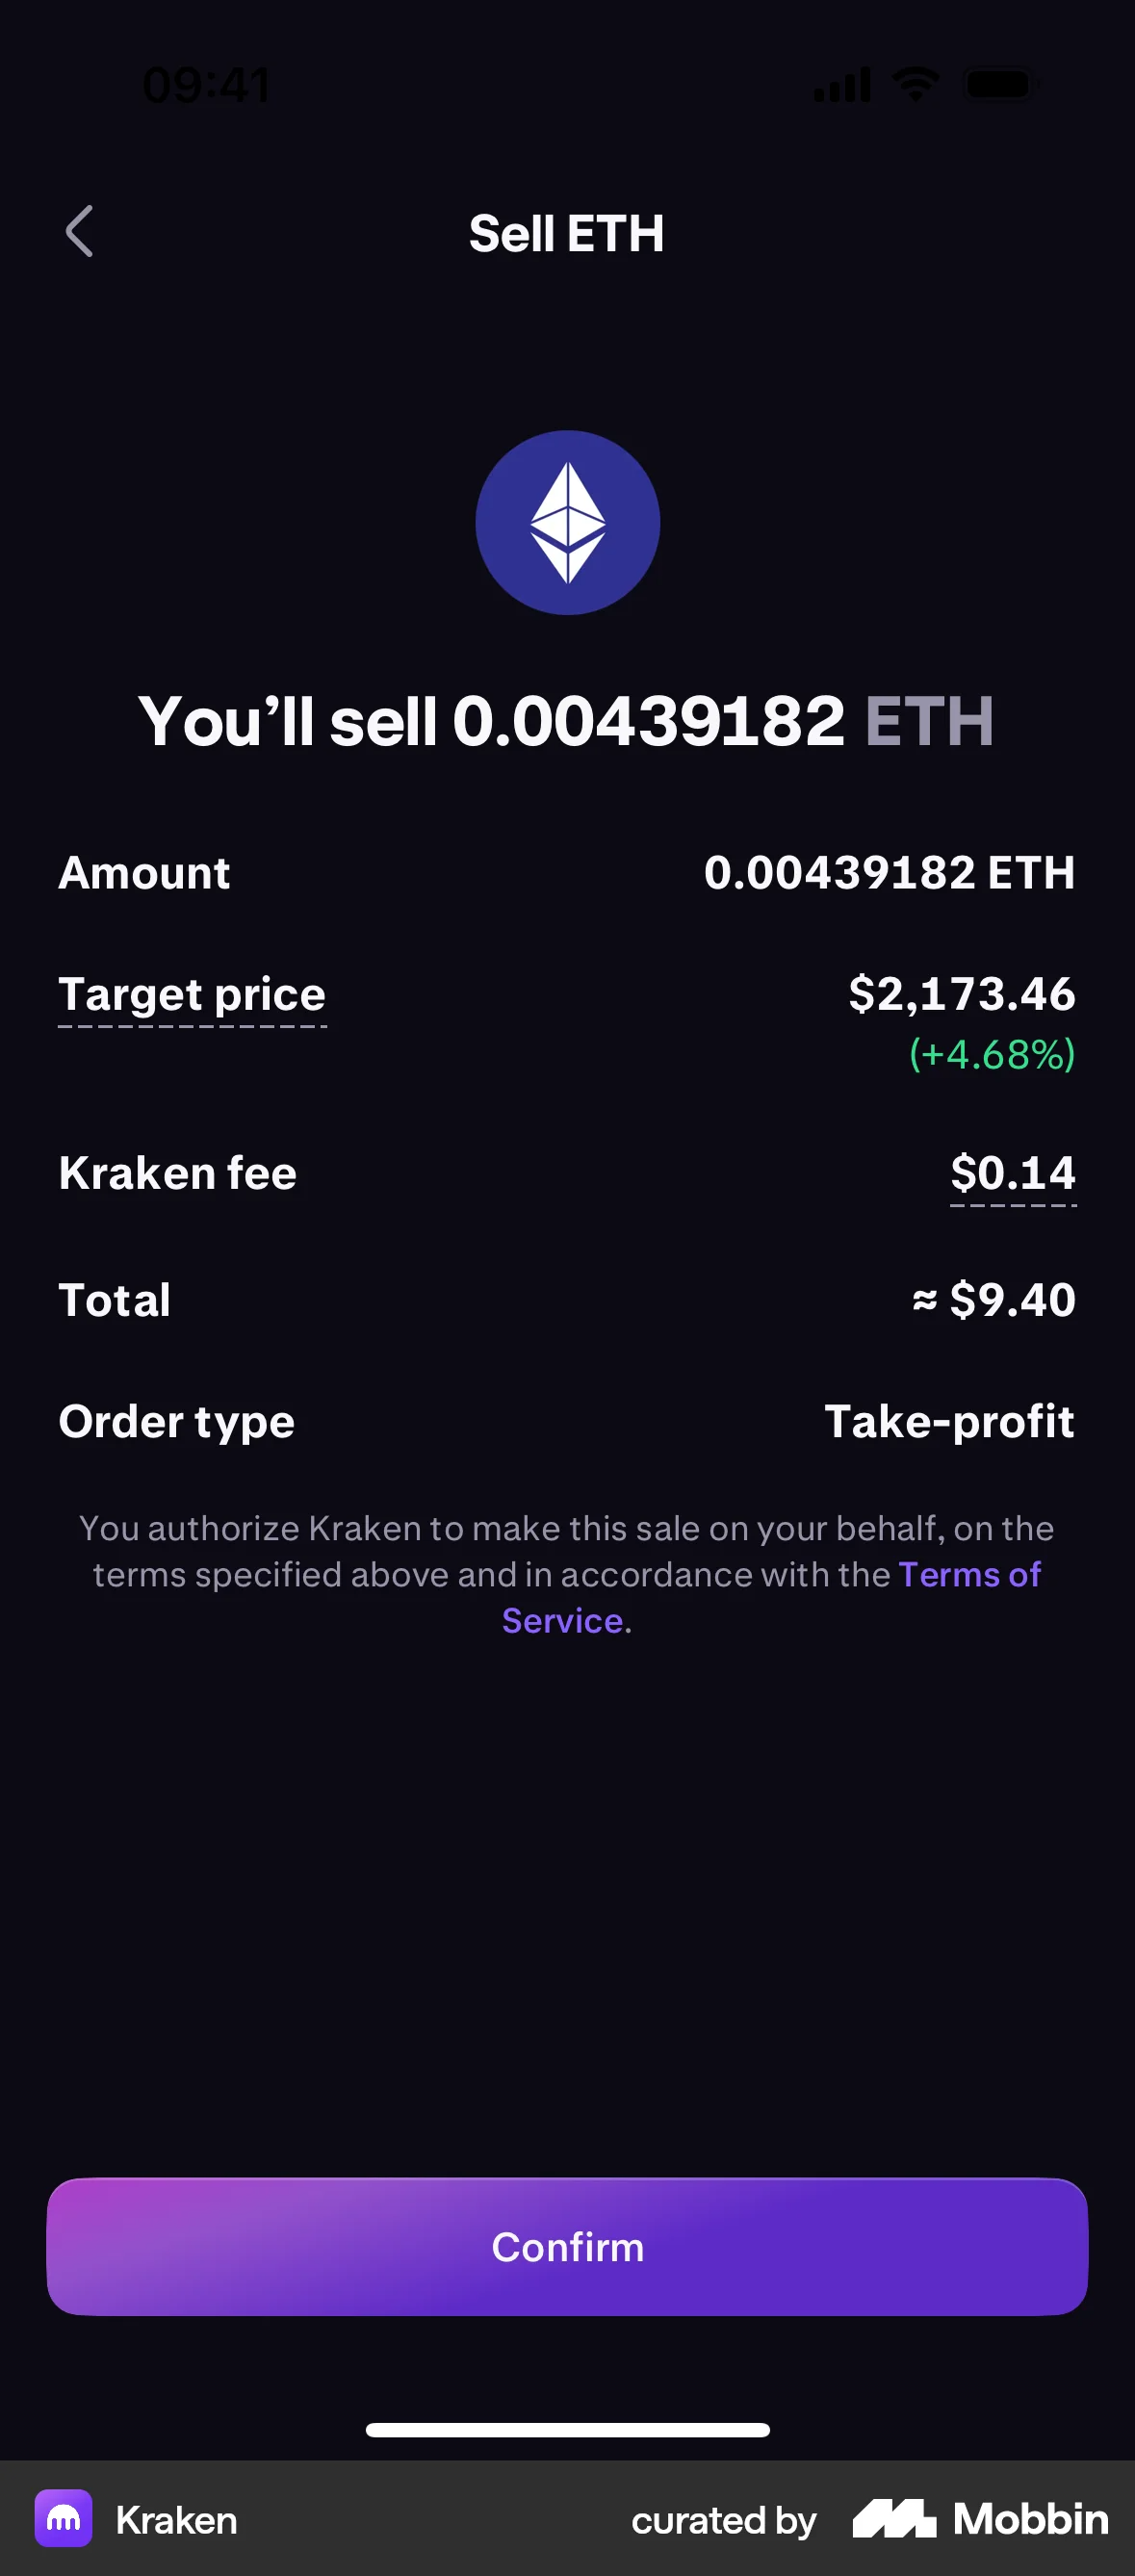 09:41
Sell ETH
You’ll sell 0.00439182 ETH
Amount 0.00439182 ETH
Target price $2,173.46
(+4.68%)
Kraken fee $0.14
Total ≈ $9.40
Order type Take-profit
You authorize Kraken to make this sale on your behalf, on the
terms specified above and in accordance with the Terms of
Service.
Confirm
Kraken curated by Mobbin